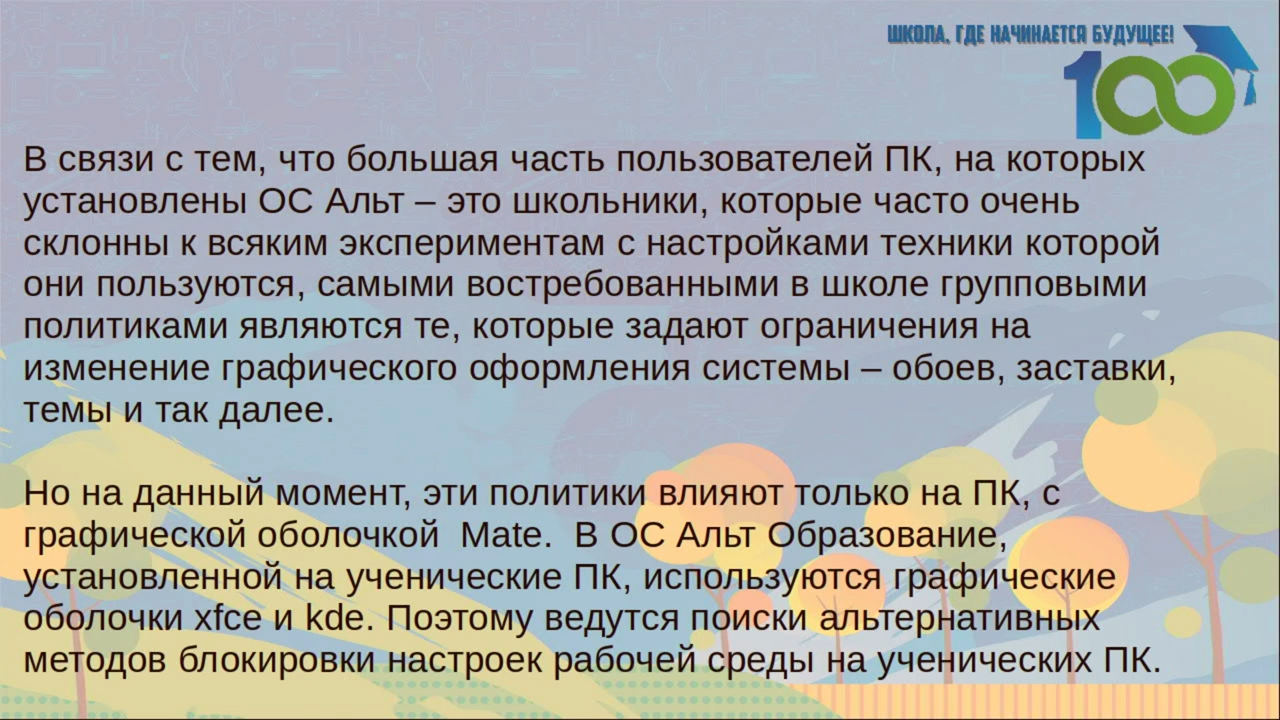 ШКОЛА, ГДЕ НАЧИНАЕТСЯ БУДУЩЕЕ!
100
В связи с тем, что большая часть пользователей ПК, на которых
установлены ОС Альт – это школьники, которые часто очень
склонны к всяким экспериментам с настройками техники которой
они пользуются, самыми востребованными в школе групповыми
политиками являются те, которые задают ограничения на
изменение графического оформления системы – обоев, заставки,
темы и так далее.
Но на данный момент, эти политики влияют только на ПК, с
графической оболочкой  Mate.  В ОС Альт Образование,
установленной на ученические ПК, используются графические
оболочки xfce и kde. Поэтому ведутся поиски альтернативных
методов блокировки настроек рабочей среды на ученических ПК.